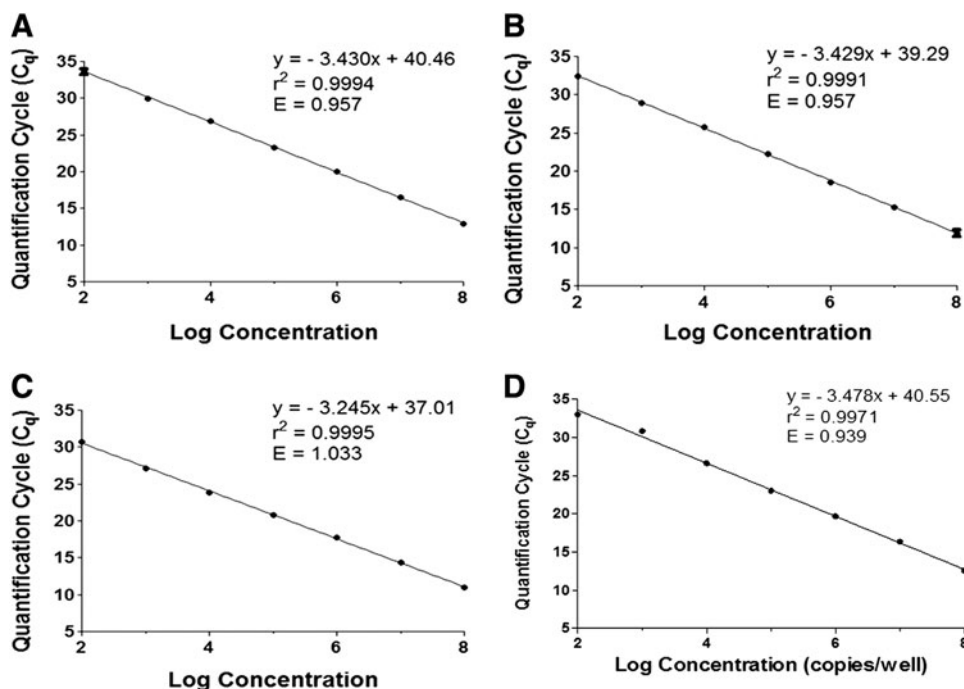 A
Quantification Cycle (Cq)
35
30
25
20
15
10
5
y = - 3.430x + 40.46
r2 = 0.9994
E = 0.957
2
4
6
8
Log Concentration
B
Quantification Cycle (Cq)
35
30
25
20
15
10
5
y = - 3.429x + 39.29
r2 = 0.9991
E = 0.957
2
4
6
8
Log Concentration
C
Quantification Cycle (Cq)
35
30
25
20
15
10
5
y = - 3.245x + 37.01
r2 = 0.9995
E = 1.033
2
4
6
8
Log Concentration
D
Quantification Cycle (Cq)
35
30
25
20
15
10
5
y = - 3.478x + 40.55
r2 = 0.9971
E = 0.939
2
4
6
8
Log Concentration (copies/well)